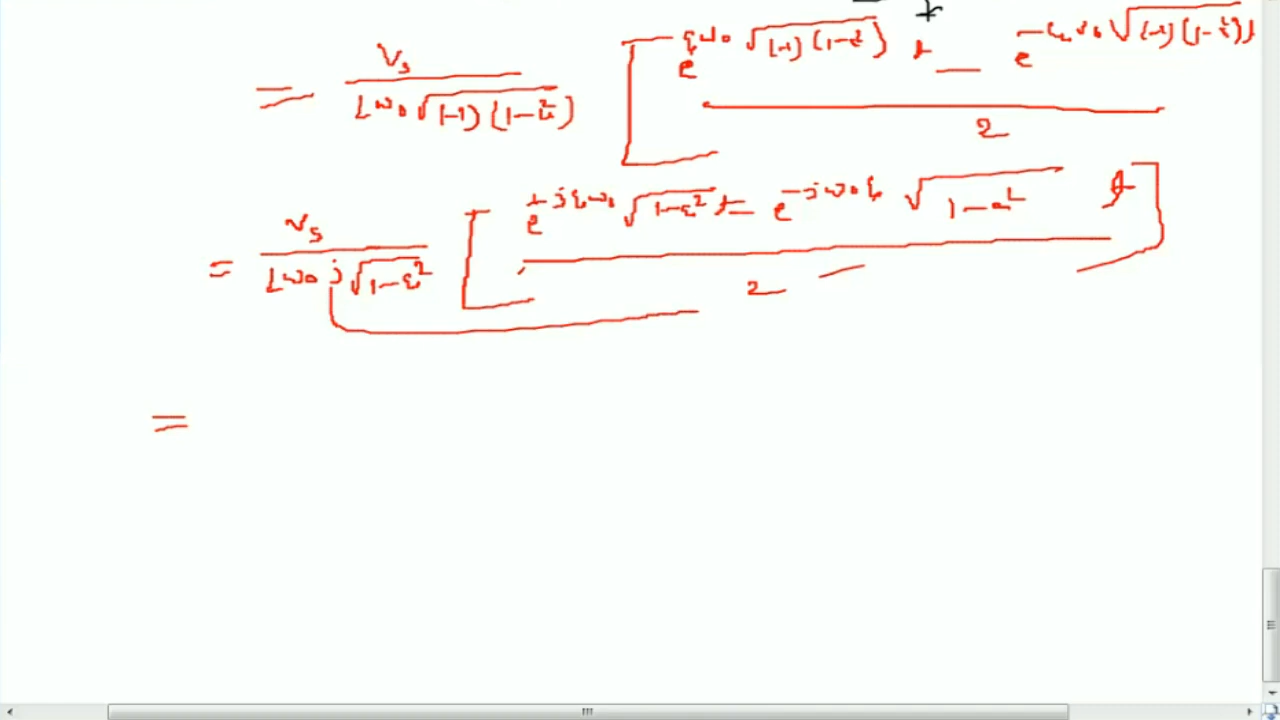 t
= Vs / (Lω₀ √((-1)(1-ξ²))) [ (e^(ξω₀ √((-1)(1-ξ²)) t) - e^(-ξω₀ √((-1)(1-ξ²)) t)) / 2
= Vs / (Lω₀ j √(1-ξ²)) [ (e^(+jξω₀ √(1-ξ²) t) - e^(-jω₀ξ √(1-ξ²) t)) / 2 ]
=